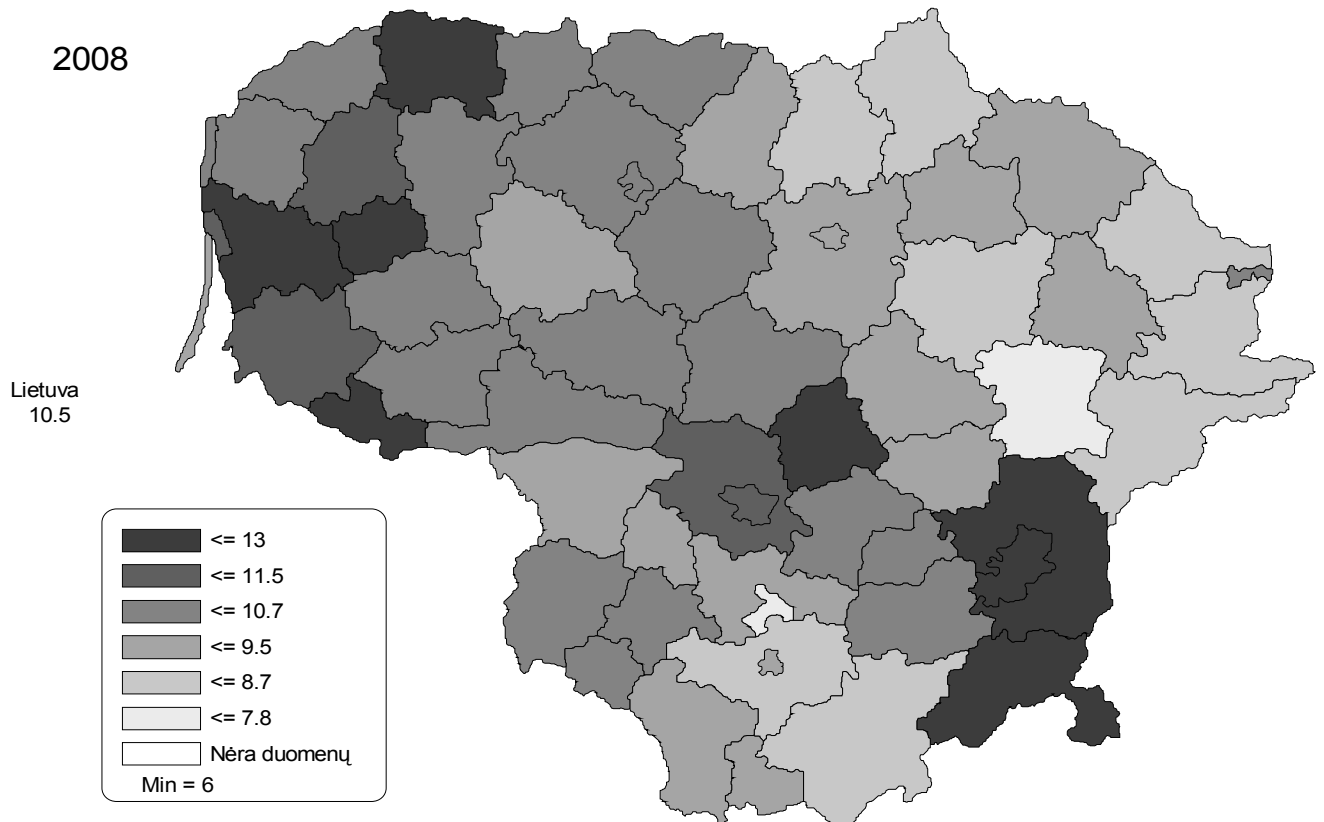 2008
Lietuva
10.5
<= 13
<= 11.5
<= 10.7
<= 9.5
<= 8.7
<= 7.8
Nėra duomenų
Min = 6